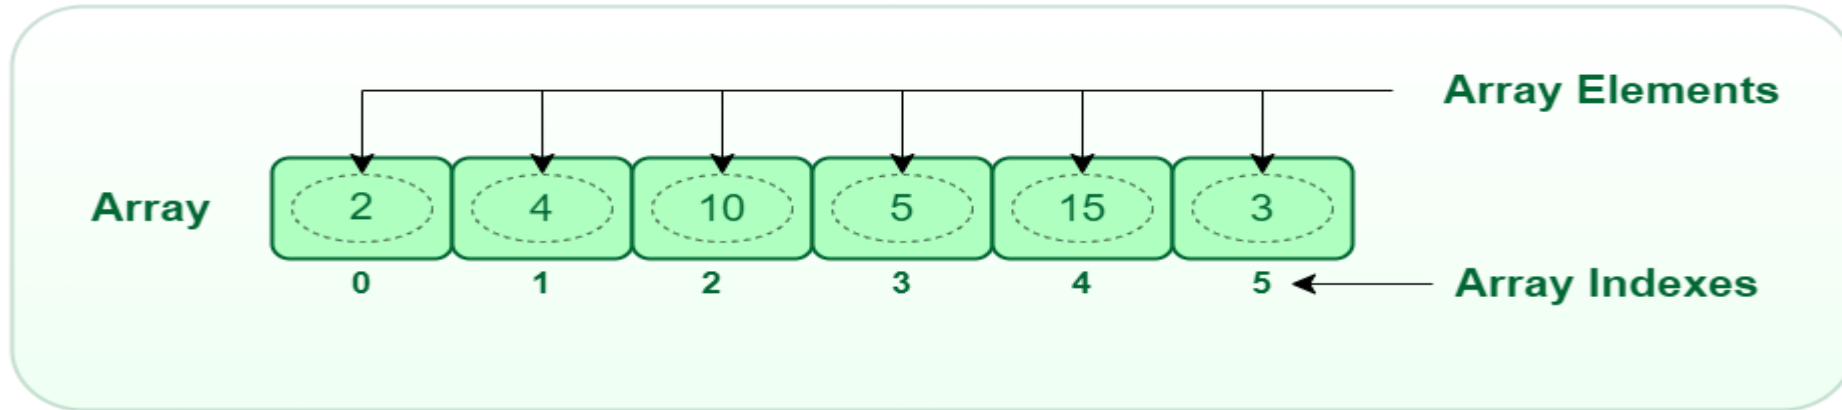 Array Elements
Array 2 4 10 5 15 3
0 1 2 3 4 5 Array Indexes